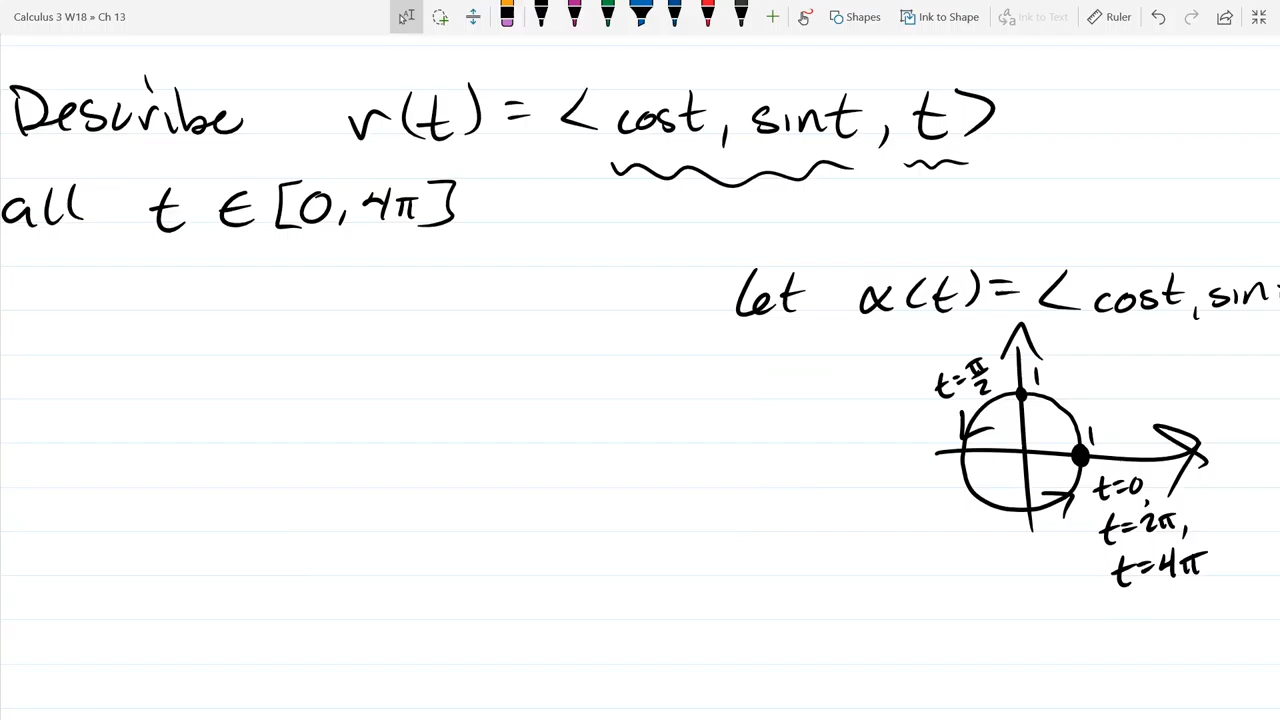 Calculus 3 W18 » Ch 13
Shapes
Ink to Shape
Ink to Text
Ruler
Describe r(t) = < cost, sint, t >
all t ∈ [0, 4π]
let α(t) = < cost, sint
t=π/2
1
1
t=0,
t=2π,
t=4π